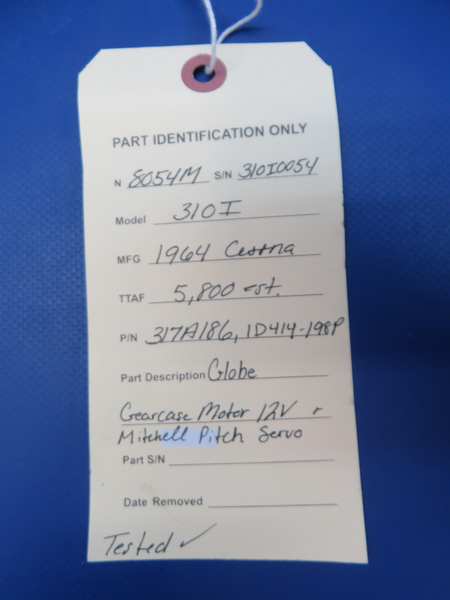 PART IDENTIFICATION ONLY
N 8054M S/N 310I0054
Model 310I
MFG 1964 Cessna
TTAF 5,800 est.
P/N 317A186, 1D414-198P
Part Description Globe
Gearcase Motor 12V r
Mitchell Pitch Servo
Part S/N
Date Removed
Tested ✓